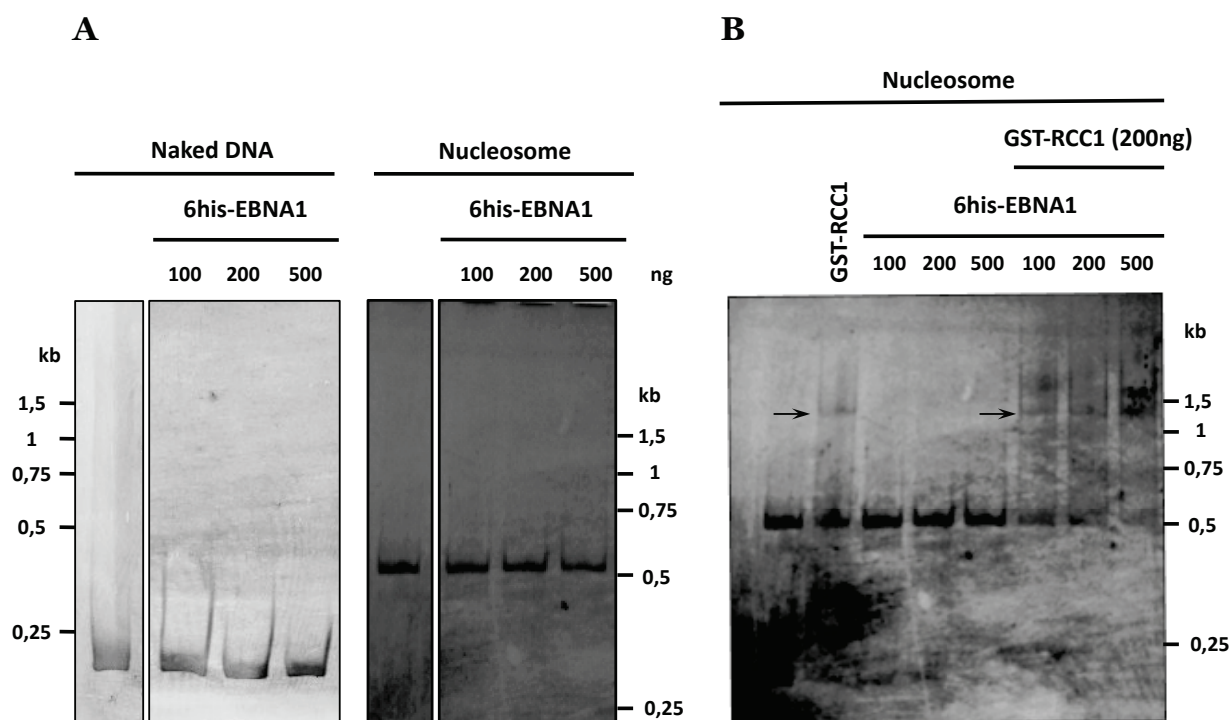 A
Naked DNA
6his-EBNA1
100 200 500
kb
1,5
1
0,75
0,5
0,25
Nucleosome
6his-EBNA1
100 200 500 ng
kb
1,5
1
0,75
0,5
0,25
B
Nucleosome
GST-RCC1 (200ng)
GST-RCC1
6his-EBNA1
100 200 500 100 200 500
kb
1,5
1
0,75
0,5
0,25